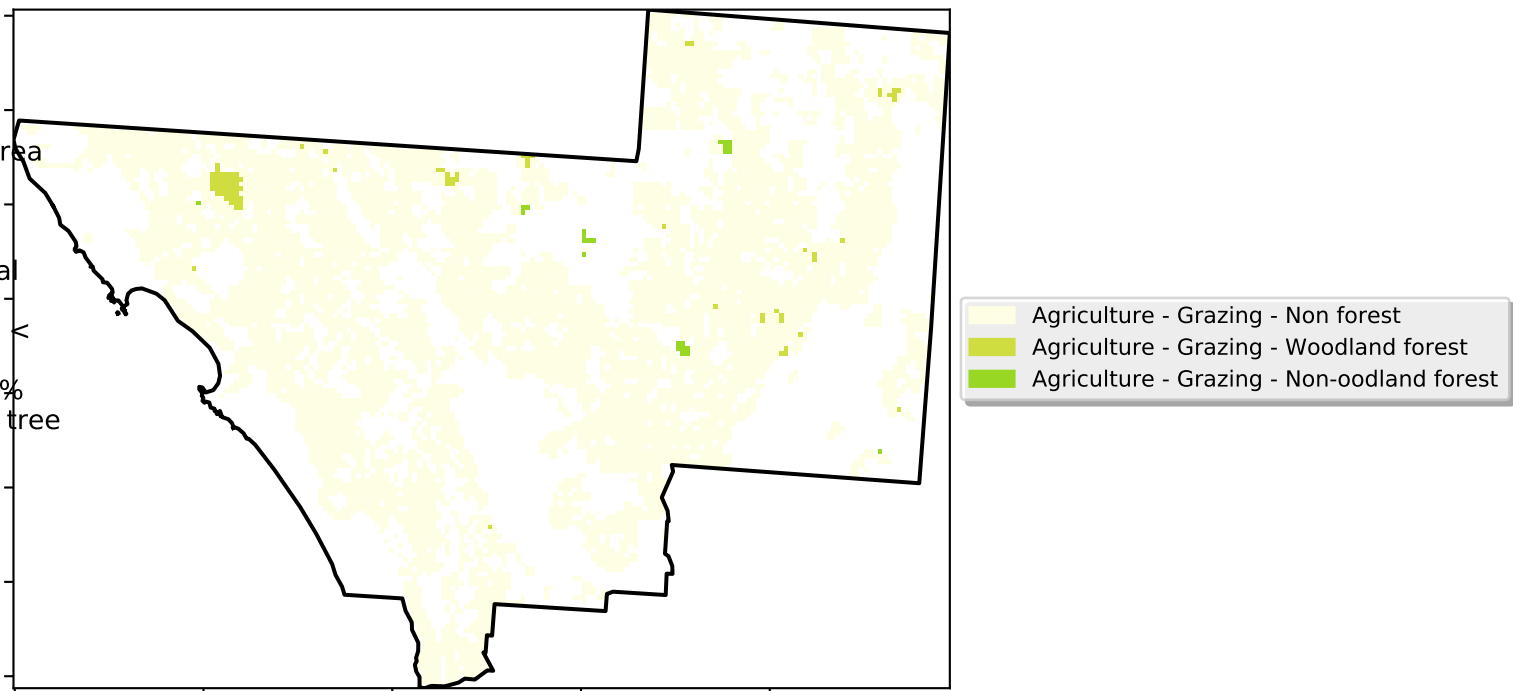 rea
al
<
%
tree
Agriculture - Grazing - Non forest
Agriculture - Grazing - Woodland forest
Agriculture - Grazing - Non-oodland forest